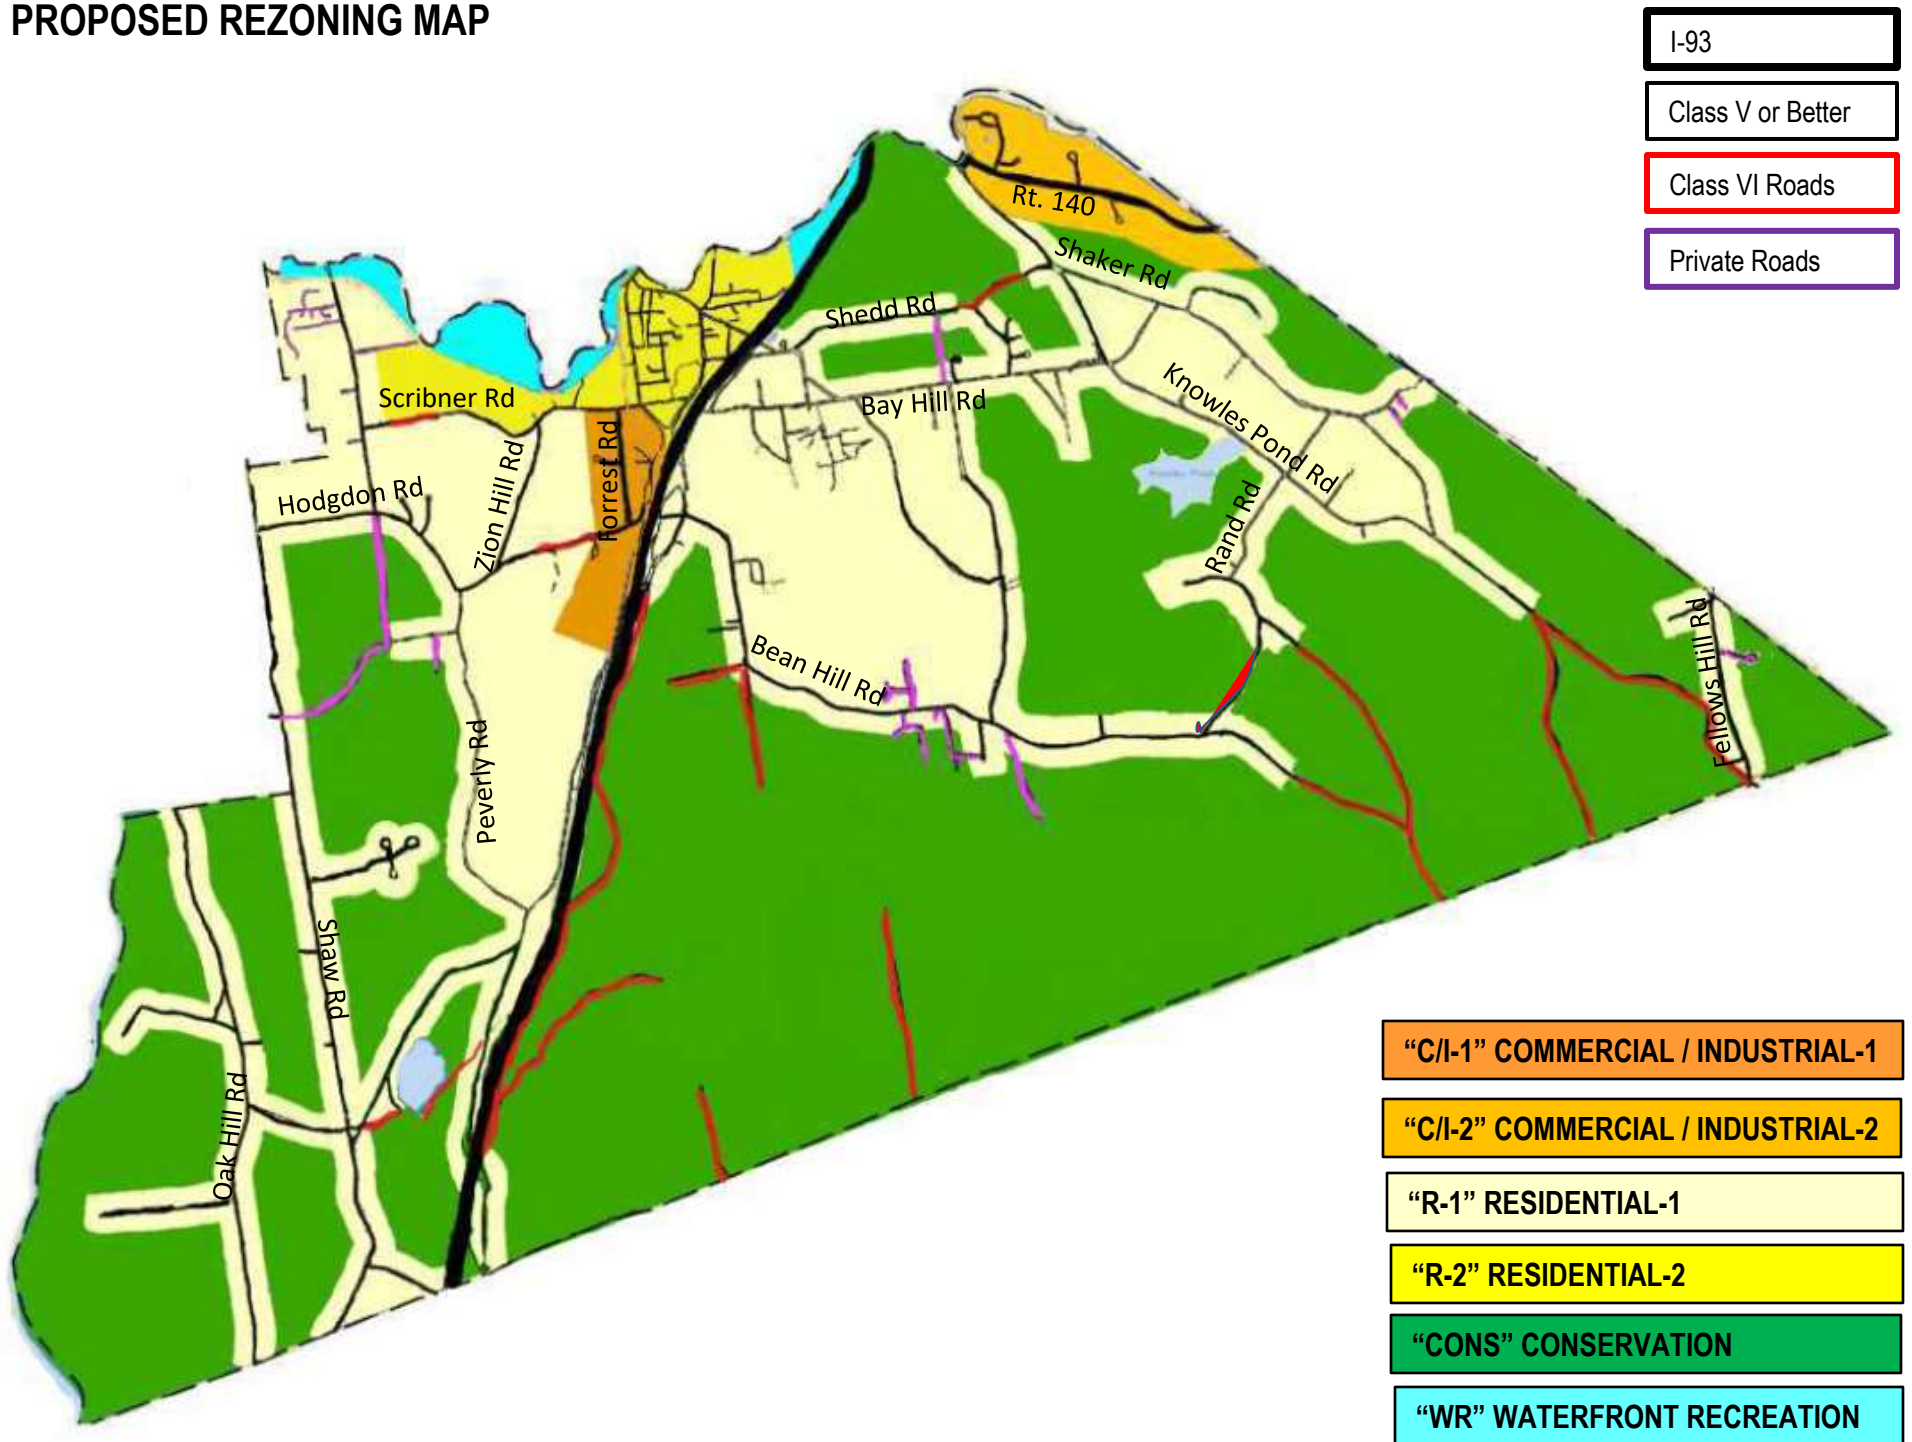 PROPOSED REZONING MAP
I-93
Class V or Better
Class VI Roads
Private Roads
Rt. 140
Shaker Rd
Shedd Rd
Scribner Rd
Bay Hill Rd
Knowles Pond Rd
Forrest Rd
Zion Hill Rd
Hodgdon Rd
Rand Rd
Bean Hill Rd
Fellows Hill Rd
Peverly Rd
Shaw Rd
Oak Hill Rd
“C/I-1” COMMERCIAL / INDUSTRIAL-1
“C/I-2” COMMERCIAL / INDUSTRIAL-2
“R-1” RESIDENTIAL-1
“R-2” RESIDENTIAL-2
“CONS” CONSERVATION
“WR” WATERFRONT RECREATION